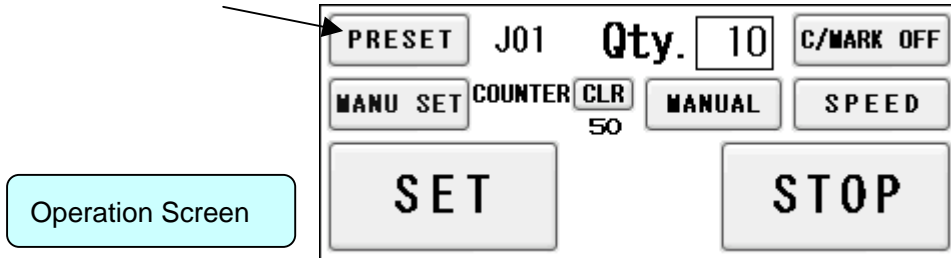 PRESET J01 Qty. 10 C/MARK OFF
MANU SET COUNTER CLR MANUAL SPEED
50
SET STOP
Operation Screen